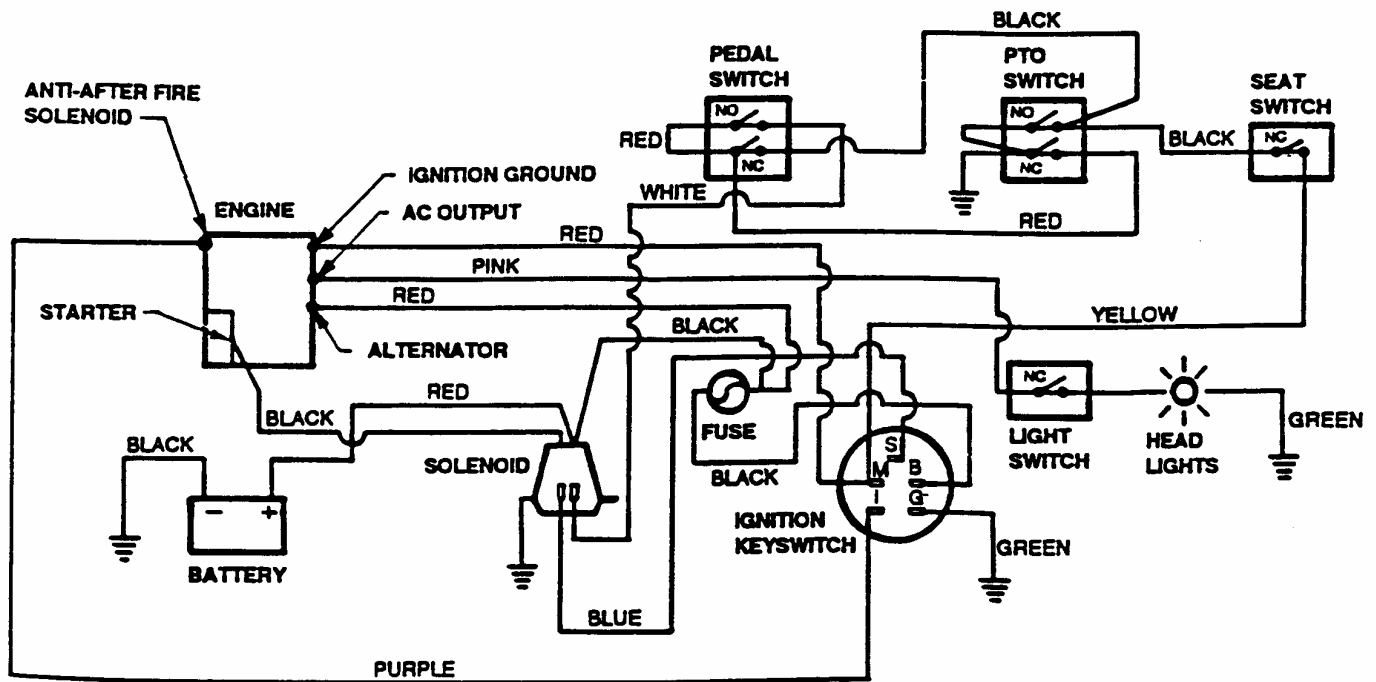 BLACK
PEDAL
SWITCH
PTO
SWITCH
SEAT
SWITCH
ANTI-AFTER FIRE
SOLENOID
NO
NC
RED
NO
NC
BLACK
NC
IGNITION GROUND
WHITE
ENGINE
AC OUTPUT
RED
RED
PINK
RED
STARTER
BLACK
YELLOW
ALTERNATOR
NC
RED
BLACK
FUSE
LIGHT
SWITCH
HEAD
LIGHTS
GREEN
BLACK
SOLENOID
BLACK
S
M
B
I
G
- +
IGNITION
KEYSWITCH
GREEN
BATTERY
BLUE
PURPLE